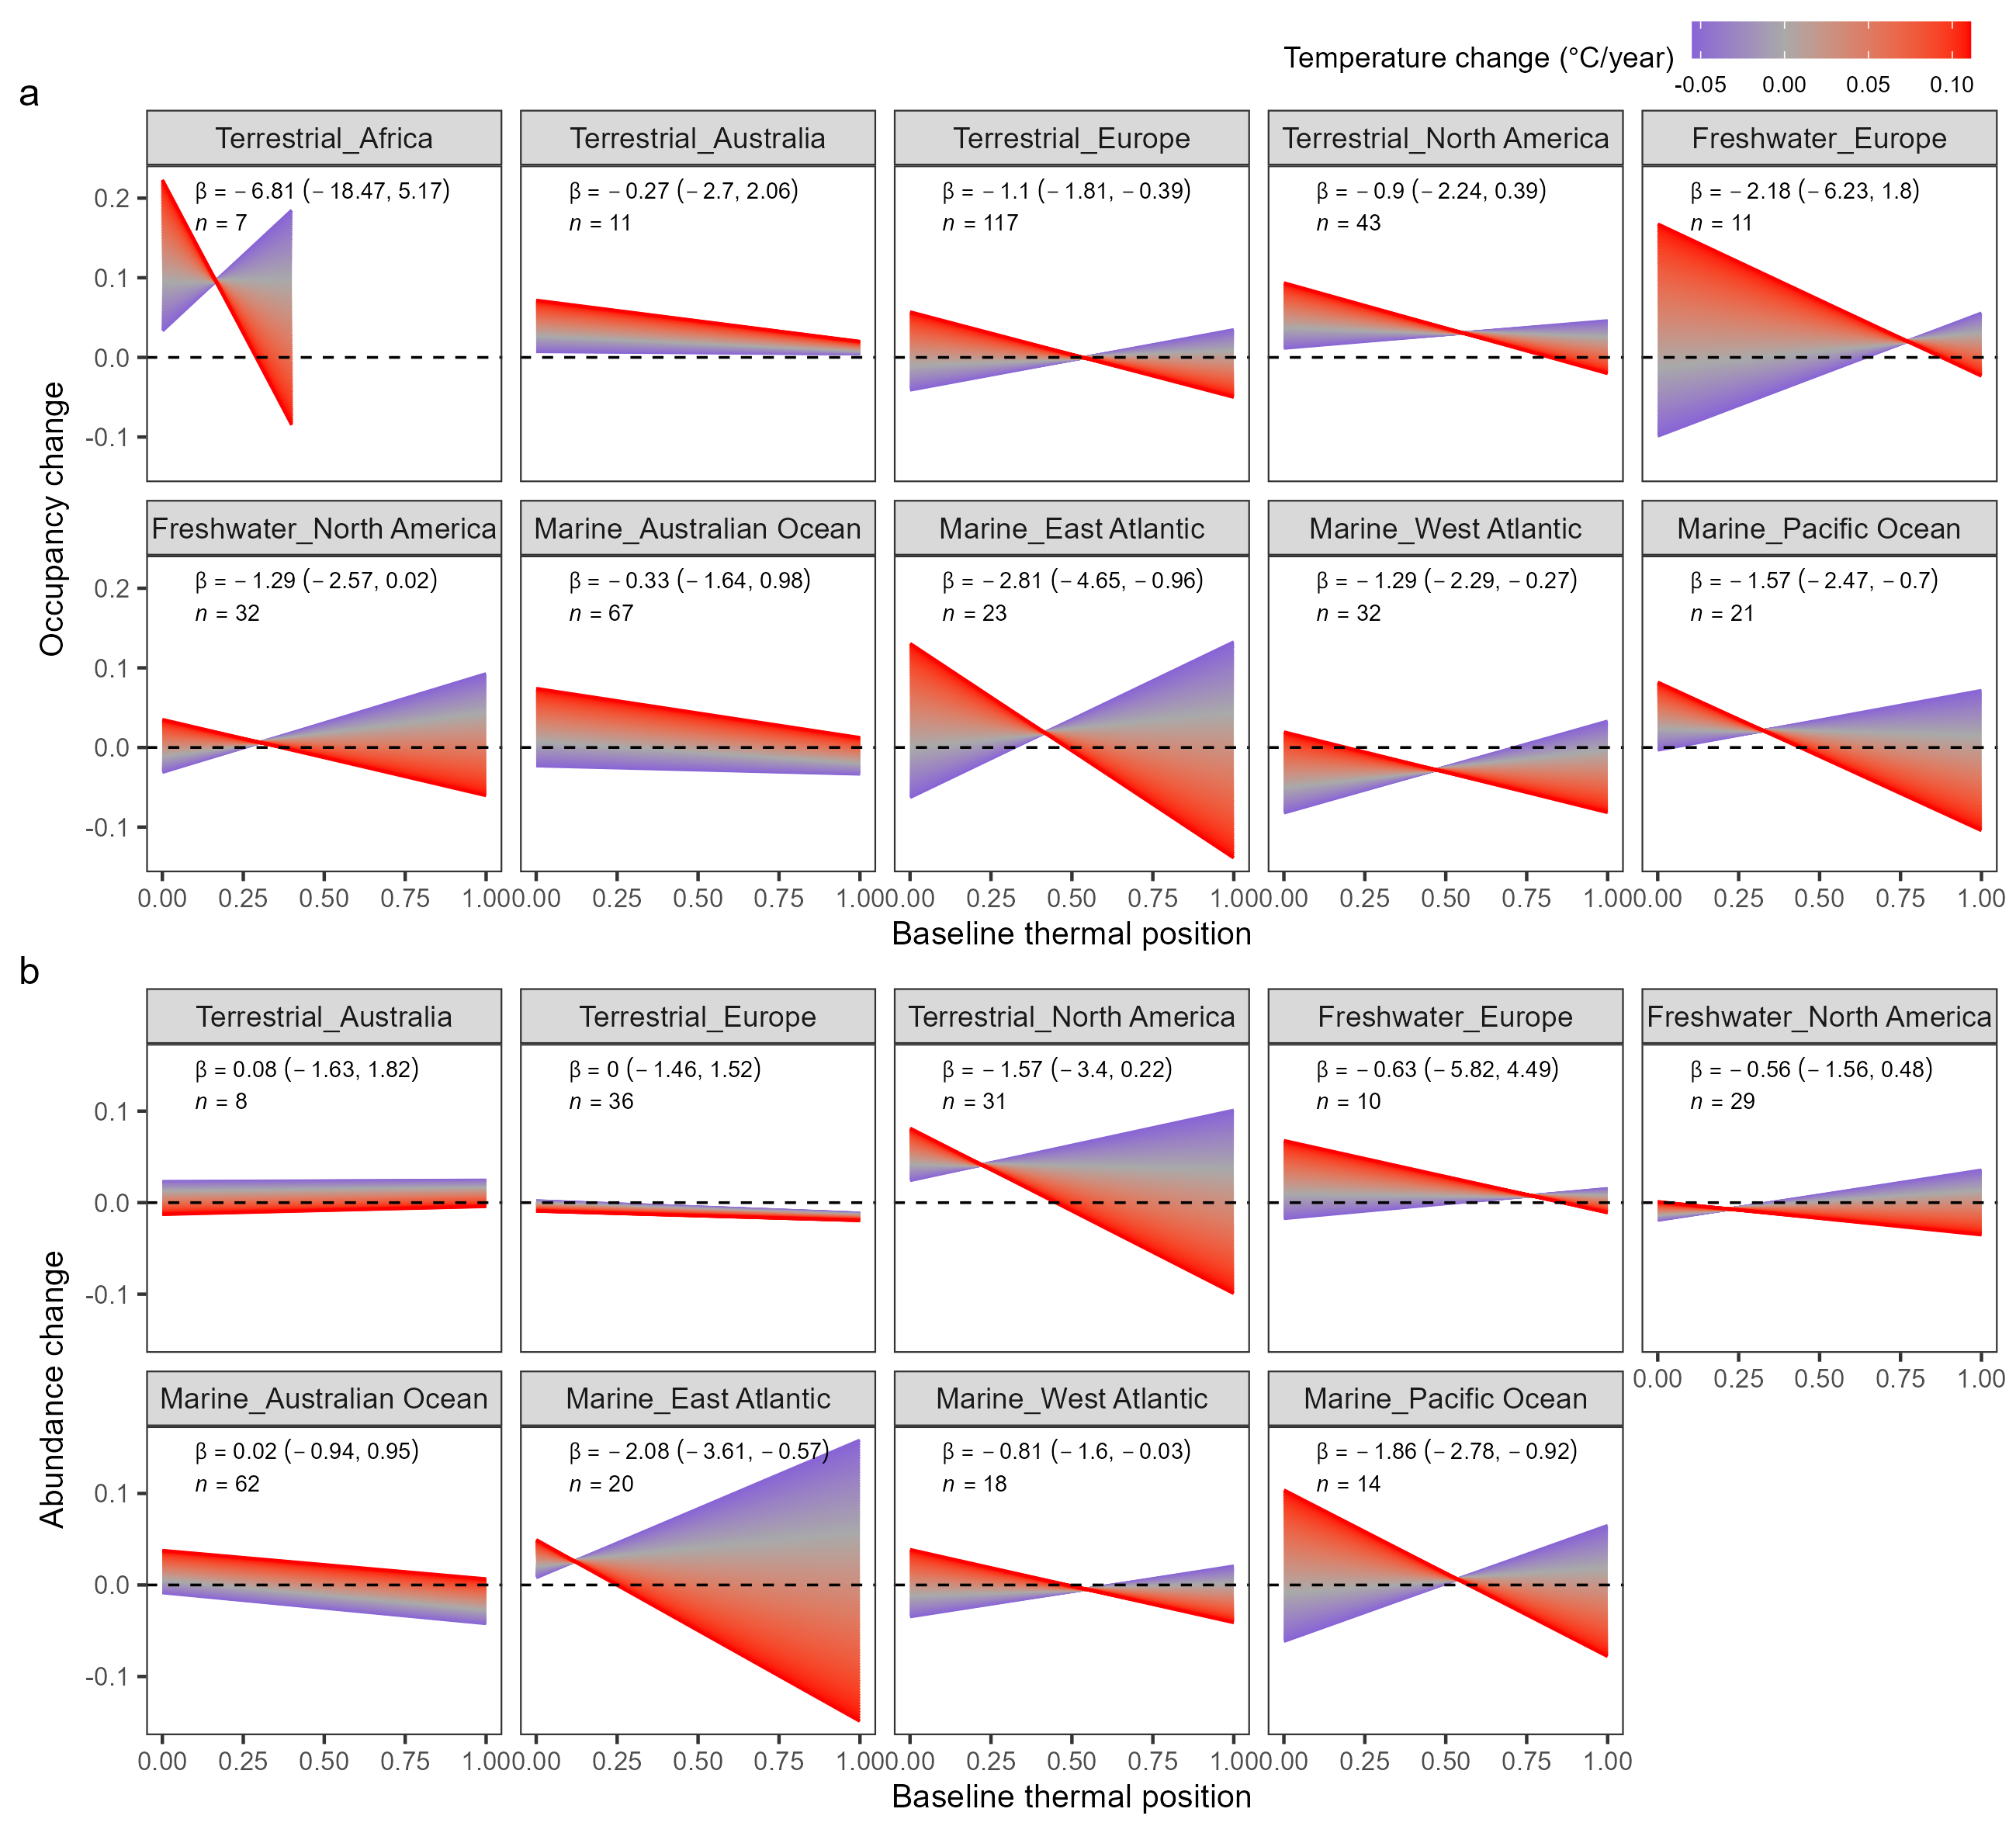 Temperature change (°C/year)
-0.05 0.00 0.05 0.10
a
Terrestrial_Africa Terrestrial_Australia Terrestrial_Europe Terrestrial_North America Freshwater_Europe
β = − 6.81 (− 18.47, 5.17) β = − 0.27 (− 2.7, 2.06) β = − 1.1 (− 1.81, − 0.39) β = − 0.9 (− 2.24, 0.39) β = − 2.18 (− 6.23, 1.8)
n = 7 n = 11 n = 117 n = 43 n = 11
0.2
0.1
0.0
-0.1
Occupancy change
Freshwater_North America Marine_Australian Ocean Marine_East Atlantic Marine_West Atlantic Marine_Pacific Ocean
β = − 1.29 (− 2.57, 0.02) β = − 0.33 (− 1.64, 0.98) β = − 2.81 (− 4.65, − 0.96) β = − 1.29 (− 2.29, − 0.27) β = − 1.57 (− 2.47, − 0.7)
n = 32 n = 67 n = 23 n = 32 n = 21
0.2
0.1
0.0
-0.1
0.00 0.25 0.50 0.75 1.00 0.00 0.25 0.50 0.75 1.00 0.00 0.25 0.50 0.75 1.00 0.00 0.25 0.50 0.75 1.00 0.00 0.25 0.50 0.75 1.00
Baseline thermal position
b
Terrestrial_Australia Terrestrial_Europe Terrestrial_North America Freshwater_Europe Freshwater_North America
β = 0.08 (− 1.63, 1.82) β = 0 (− 1.46, 1.52) β = − 1.57 (− 3.4, 0.22) β = − 0.63 (− 5.82, 4.49) β = − 0.56 (− 1.56, 0.48)
n = 8 n = 36 n = 31 n = 10 n = 29
0.1
0.0
-0.1
0.00 0.25 0.50 0.75 1.00
Abundance change
Marine_Australian Ocean Marine_East Atlantic Marine_West Atlantic Marine_Pacific Ocean
β = 0.02 (− 0.94, 0.95) β = − 2.08 (− 3.61, − 0.57) β = − 0.81 (− 1.6, − 0.03) β = − 1.86 (− 2.78, − 0.92)
n = 62 n = 20 n = 18 n = 14
0.1
0.0
-0.1
0.00 0.25 0.50 0.75 1.00 0.00 0.25 0.50 0.75 1.00 0.00 0.25 0.50 0.75 1.00 0.00 0.25 0.50 0.75 1.00
Baseline thermal position